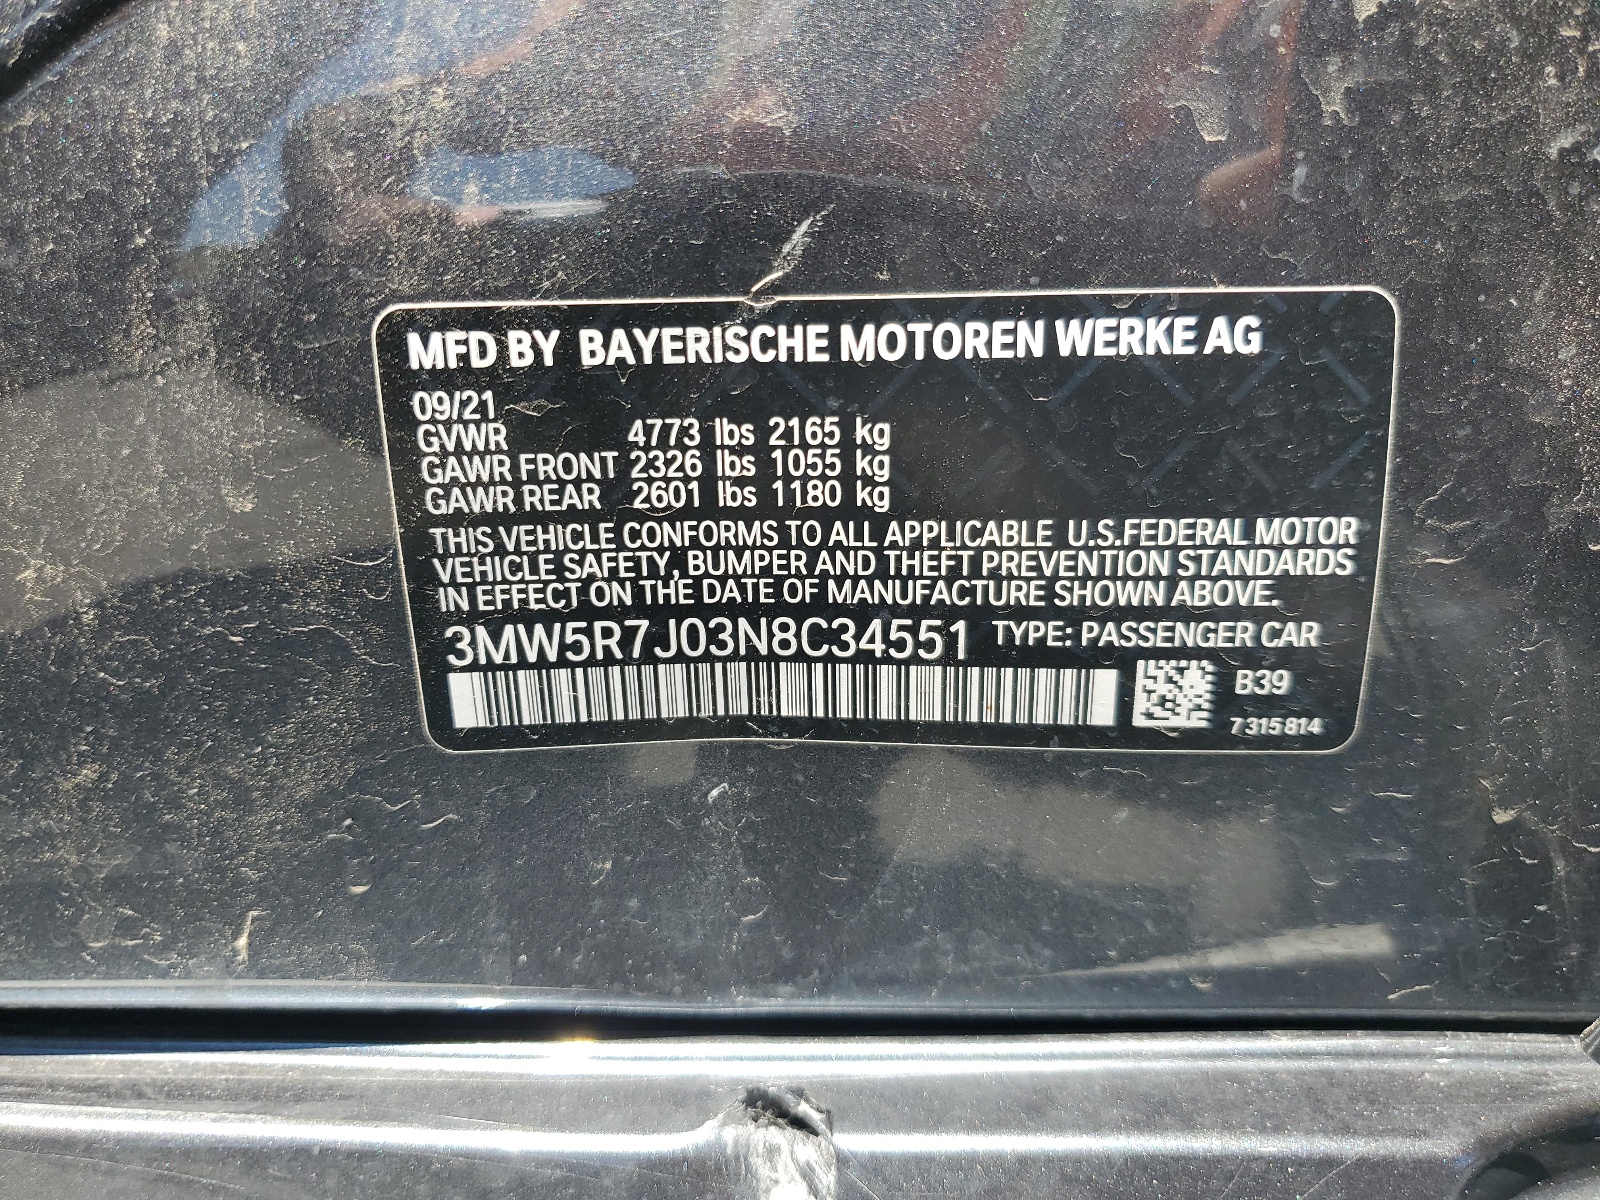 MFD BY BAYERISCHE MOTOREN WERKE AG
09/21
GVWR 4773 lbs 2165 kg
GAWR FRONT 2326 lbs 1055 kg
GAWR REAR 2601 lbs 1180 kg
THIS VEHICLE CONFORMS TO ALL APPLICABLE U.S.FEDERAL MOTOR
VEHICLE SAFETY, BUMPER AND THEFT PREVENTION STANDARDS
IN EFFECT ON THE DATE OF MANUFACTURE SHOWN ABOVE.
3MW5R7J03N8C34551 TYPE: PASSENGER CAR
B39
7 315 814